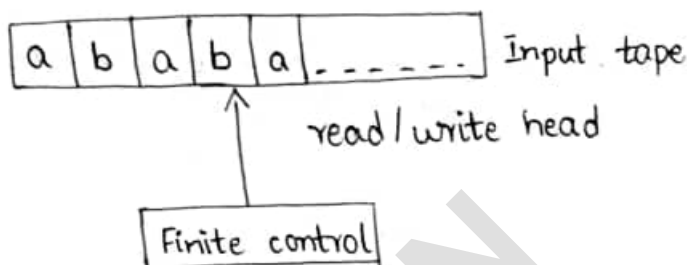 a b a b a ------ Input tape
read/write head
Finite control